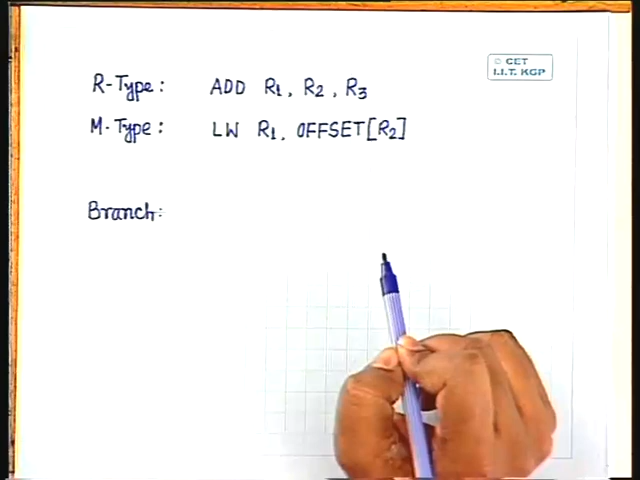 © CET
I.I.T. KGP
R-Type: ADD R1, R2, R3
M-Type: LW R1, OFFSET[R2]
Branch: